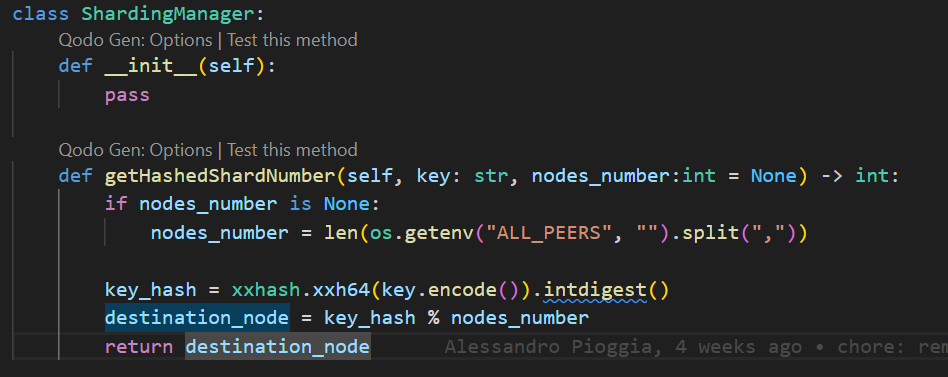 class ShardingManager:
Qodo Gen: Options | Test this method
def __init__(self):
pass
Qodo Gen: Options | Test this method
def getHashedShardNumber(self, key: str, nodes_number:int = None) -> int:
if nodes_number is None:
nodes_number = len(os.getenv("ALL_PEERS", "").split(","))
key_hash = xxhash.xxh64(key.encode()).intdigest()
destination_node = key_hash % nodes_number
return destination_node Alessandro Pioggia, 4 weeks ago • chore: rem